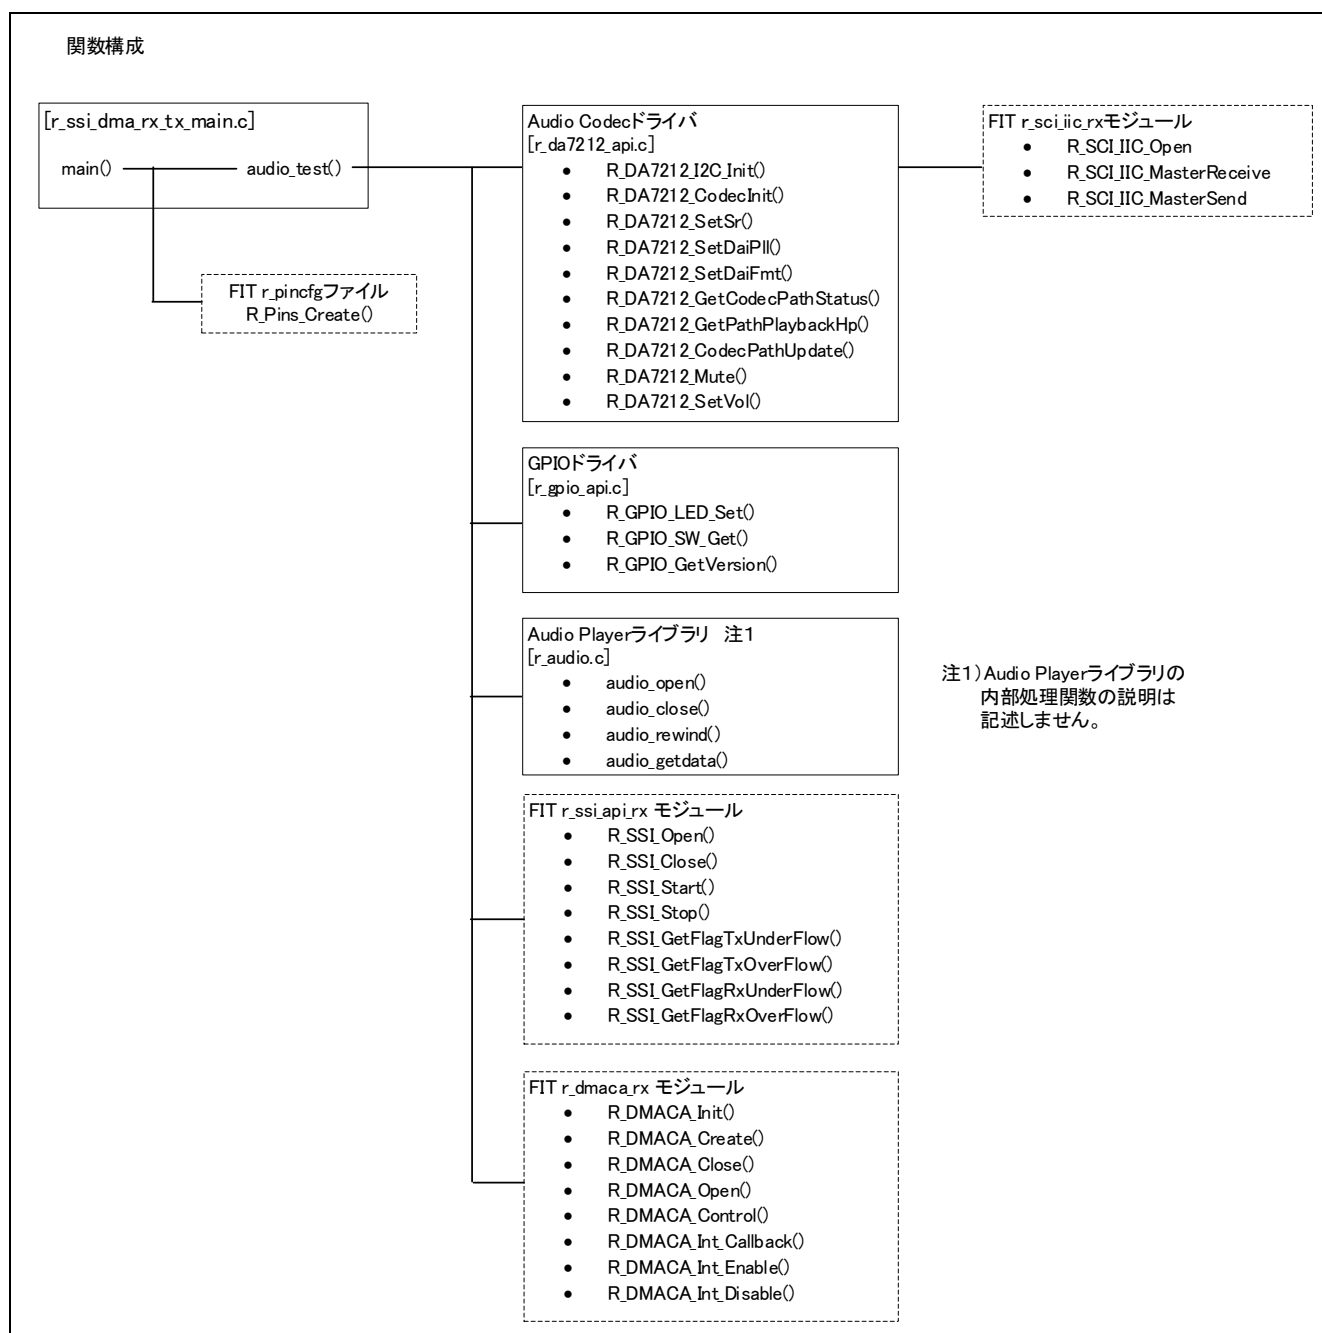 関数構成
[r_ssi_dma_rx_tx_main.c]
main()
audio_test()
FIT r_pincfgファイル
R_Pins_Create()
Audio Codecドライバ
[r_da7212_api.c]
• R_DA7212_I2C_Init()
• R_DA7212_CodecInit()
• R_DA7212_SetSr()
• R_DA7212_SetDaiPll()
• R_DA7212_SetDaiFmt()
• R_DA7212_GetCodecPathStatus()
• R_DA7212_GetPathPlaybackHp()
• R_DA7212_CodecPathUpdate()
• R_DA7212_Mute()
• R_DA7212_SetVol()
FIT r_sci_iic_rxモジュール
• R_SCI_IIC_Open
• R_SCI_IIC_MasterReceive
• R_SCI_IIC_MasterSend
GPIOドライバ
[r_gpio_api.c]
• R_GPIO_LED_Set()
• R_GPIO_SW_Get()
• R_GPIO_GetVersion()
Audio Playerライブラリ 注1
[r_audio.c]
• audio_open()
• audio_close()
• audio_rewind()
• audio_getdata()
注1)Audio Playerライブラリの
内部処理関数の説明は
記述しません。
FIT r_ssi_api_rx モジュール
• R_SSI_Open()
• R_SSI_Close()
• R_SSI_Start()
• R_SSI_Stop()
• R_SSI_GetFlagTxUnderFlow()
• R_SSI_GetFlagTxOverFlow()
• R_SSI_GetFlagRxUnderFlow()
• R_SSI_GetFlagRxOverFlow()
FIT r_dmaca_rx モジュール
• R_DMACA_Init()
• R_DMACA_Create()
• R_DMACA_Close()
• R_DMACA_Open()
• R_DMACA_Control()
• R_DMACA_Int_Callback()
• R_DMACA_Int_Enable()
• R_DMACA_Int_Disable()